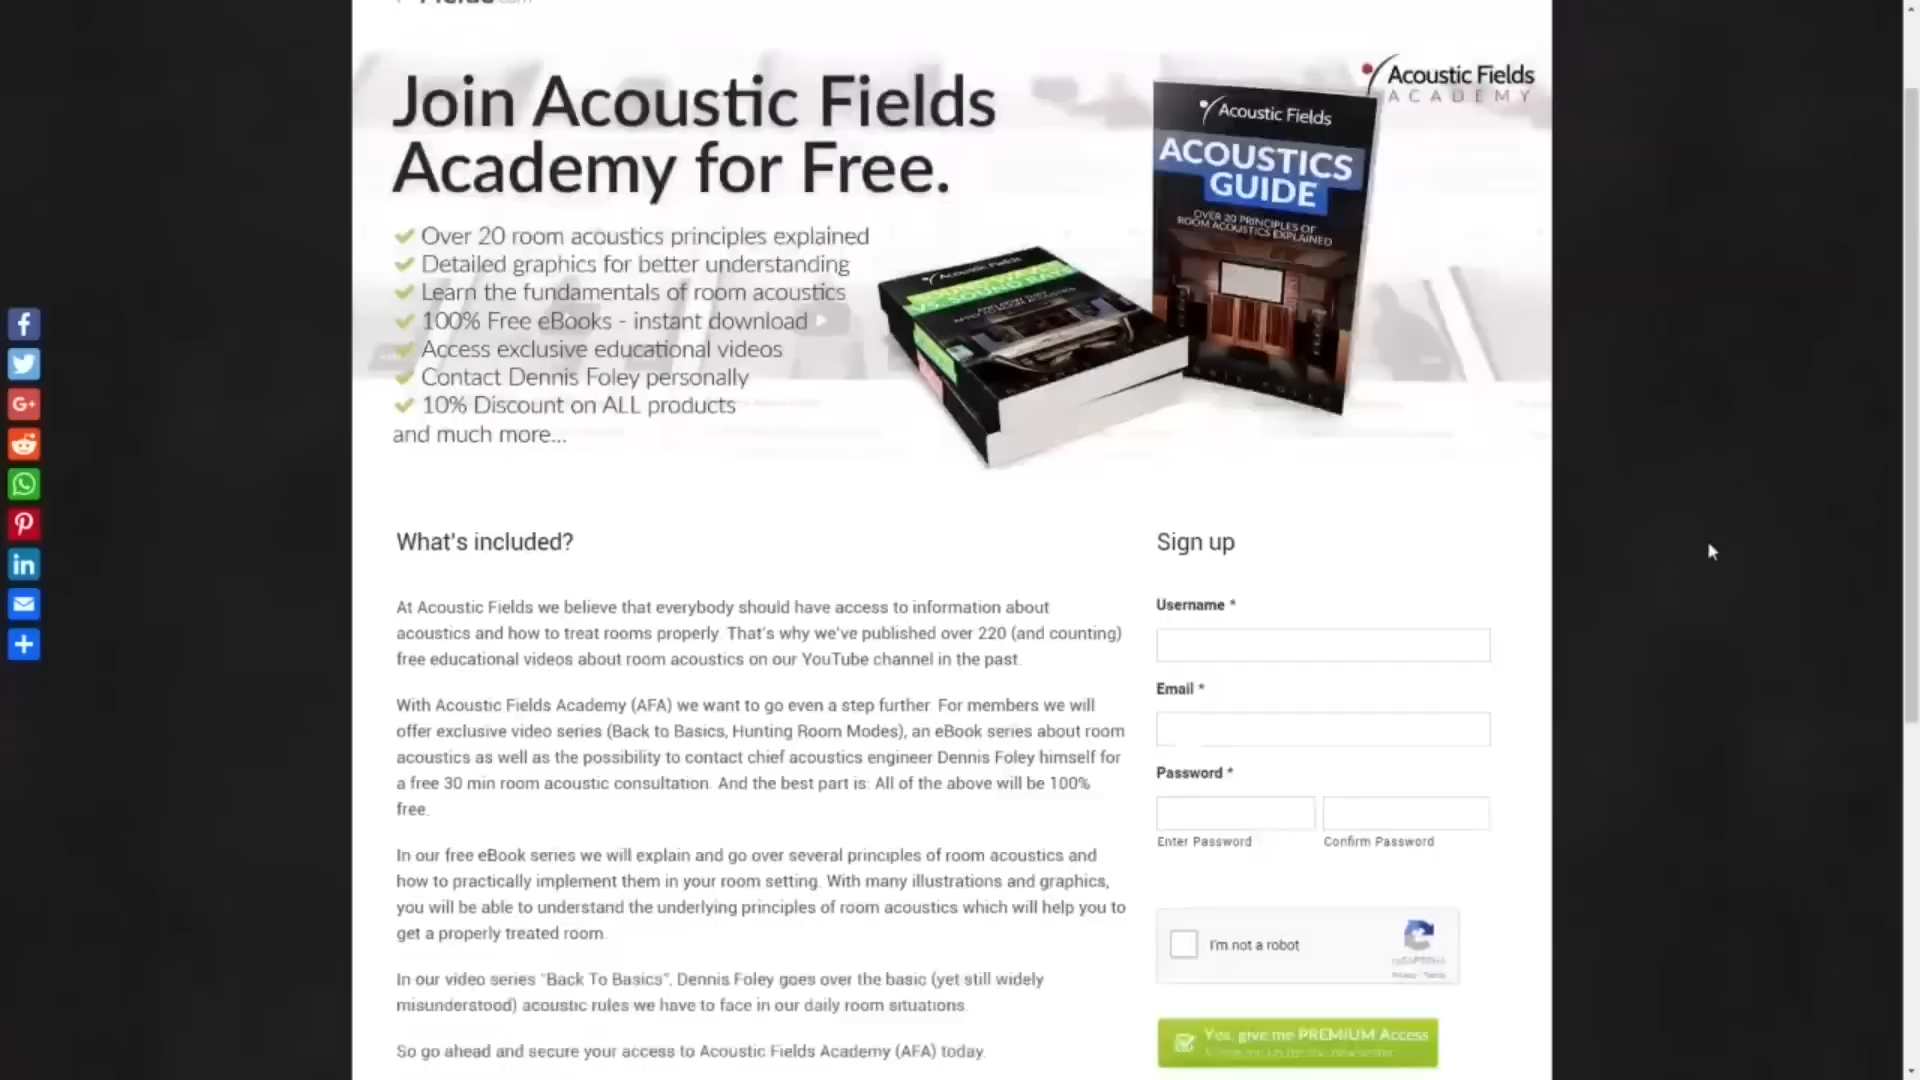 Join Acoustic Fields
Academy for Free.
Over 20 room acoustics principles explained
Detailed graphics for better understanding
Learn the fundamentals of room acoustics
100% Free eBooks - instant download
Access exclusive educational videos
Contact Dennis Foley personally
10% Discount on ALL products
and much more...
Acoustic Fields
ACADEMY
Acoustic Fields
ACOUSTICS
GUIDE
OVER 20 PRINCIPLES OF
ROOM ACOUSTICS EXPLAINED
Acoustic Fields
VS. SOUND RAYS
What's included?
At Acoustic Fields we believe that everybody should have access to information about
acoustics and how to treat rooms properly. That's why we've published over 220 (and counting)
free educational videos about room acoustics on our YouTube channel in the past.
With Acoustic Fields Academy (AFA) we want to go even a step further. For members we will
offer exclusive video series (Back to Basics, Hunting Room Modes), an eBook series about room
acoustics as well as the possibility to contact chief acoustics engineer Dennis Foley himself for
a free 30 min room acoustic consultation. And the best part is: All of the above will be 100%
free.
In our free eBook series we will explain and go over several principles of room acoustics and
how to practically implement them in your room setting. With many illustrations and graphics,
you will be able to understand the underlying principles of room acoustics which will help you to
get a properly treated room.
In our video series "Back To Basics", Dennis Foley goes over the basic (yet still widely
misunderstood) acoustic rules we have to face in our daily room situations.
So go ahead and secure your access to Acoustic Fields Academy (AFA) today.
Sign up
Username *
Email *
Password *
Enter Password
Confirm Password
I'm not a robot
reCAPTCHA
Privacy - Terms
Yes, give me PREMIUM Access